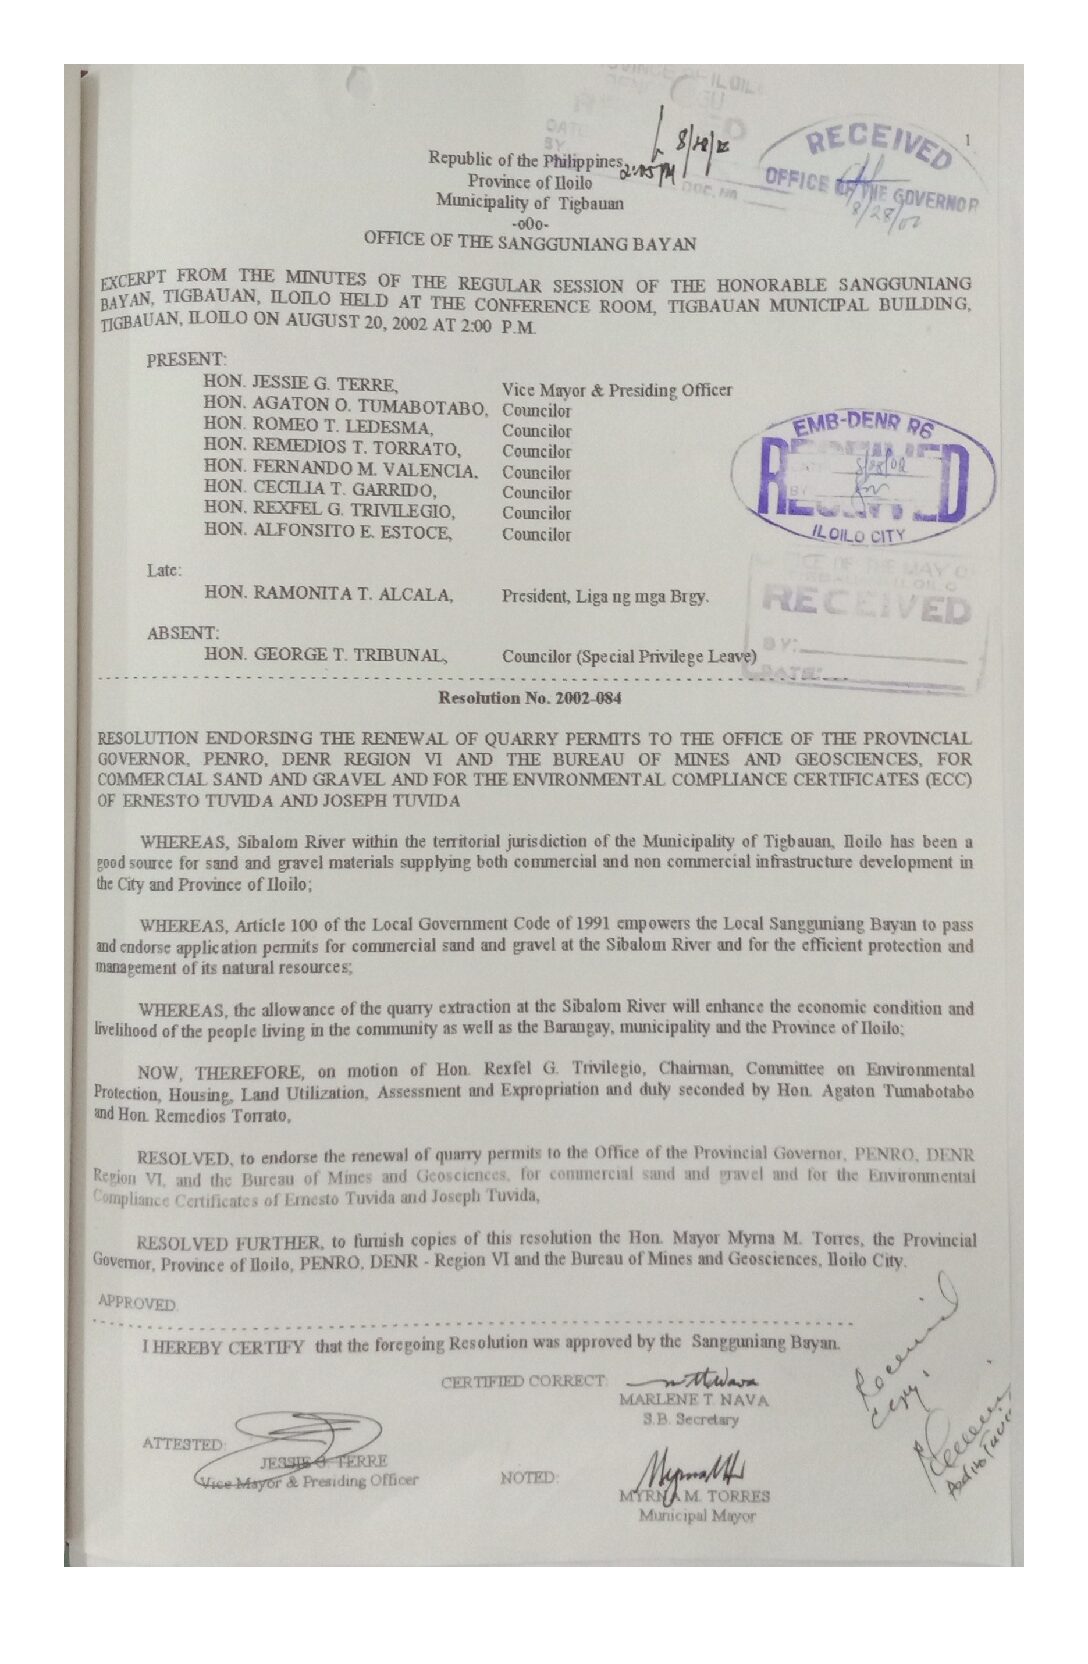 1
8/28/02
2:05 PM
RECEIVED
OFFICE OF THE GOVERNOR
8/28/02
Republic of the Philippines
Province of Iloilo
Municipality of Tigbauan
-o0o-
OFFICE OF THE SANGGUNIANG BAYAN
EXCERPT FROM THE MINUTES OF THE REGULAR SESSION OF THE HONORABLE SANGGUNIANG
BAYAN, TIGBAUAN, ILOILO HELD AT THE CONFERENCE ROOM, TIGBAUAN MUNICIPAL BUILDING,
TIGBAUAN, ILOILO ON AUGUST 20, 2002 AT 2:00 P.M.
PRESENT:
HON. JESSIE G. TERRE, Vice Mayor & Presiding Officer
HON. AGATON O. TUMABOTABO, Councilor
HON. ROMEO T. LEDESMA, Councilor
HON. REMEDIOS T. TORRATO, Councilor
HON. FERNANDO M. VALENCIA, Councilor
HON. CECILIA T. GARRIDO, Councilor
HON. REXFEL G. TRIVILEGIO, Councilor
HON. ALFONSITO E. ESTOCE, Councilor
EMB-DENR R6
RECEIVED
8/28/02
BY
ILOILO CITY
Late:
HON. RAMONITA T. ALCALA, President, Liga ng mga Brgy.
RECEIVED
BY:
DATE:
ABSENT:
HON. GEORGE T. TRIBUNAL, Councilor (Special Privilege Leave)
Resolution No. 2002-084
RESOLUTION ENDORSING THE RENEWAL OF QUARRY PERMITS TO THE OFFICE OF THE PROVINCIAL
GOVERNOR, PENRO, DENR REGION VI AND THE BUREAU OF MINES AND GEOSCIENCES, FOR
COMMERCIAL SAND AND GRAVEL AND FOR THE ENVIRONMENTAL COMPLIANCE CERTIFICATES (ECC)
OF ERNESTO TUVIDA AND JOSEPH TUVIDA
WHEREAS, Sibalom River within the territorial jurisdiction of the Municipality of Tigbauan, Iloilo has been a
good source for sand and gravel materials supplying both commercial and non commercial infrastructure development in
the City and Province of Iloilo;
WHEREAS, Article 100 of the Local Government Code of 1991 empowers the Local Sangguniang Bayan to pass
and endorse application permits for commercial sand and gravel at the Sibalom River and for the efficient protection and
management of its natural resources;
WHEREAS, the allowance of the quarry extraction at the Sibalom River will enhance the economic condition and
livelihood of the people living in the community as well as the Barangay, municipality and the Province of Iloilo;
NOW, THEREFORE, on motion of Hon. Rexfel G. Trivilegio, Chairman, Committee on Environmental
Protection, Housing, Land Utilization, Assessment and Expropriation and duly seconded by Hon. Agaton Tumabotabo
and Hon. Remedios Torrato,
RESOLVED, to endorse the renewal of quarry permits to the Office of the Provincial Governor, PENRO, DENR
Region VI, and the Bureau of Mines and Geosciences, for commercial sand and gravel and for the Environmental
Compliance Certificates of Ernesto Tuvida and Joseph Tuvida,
RESOLVED FURTHER, to furnish copies of this resolution the Hon. Mayor Myrna M. Torres, the Provincial
Governor, Province of Iloilo, PENRO, DENR - Region VI and the Bureau of Mines and Geosciences, Iloilo City.
APPROVED.
I HEREBY CERTIFY that the foregoing Resolution was approved by the Sangguniang Bayan.
CERTIFIED CORRECT:
MARLENE T. NAVA
S.B. Secretary
Received
Copy:
ATTESTED:
JESSIE G. TERRE
Vice Mayor & Presiding Officer
NOTED:
MYRNA M. TORRES
Municipal Mayor